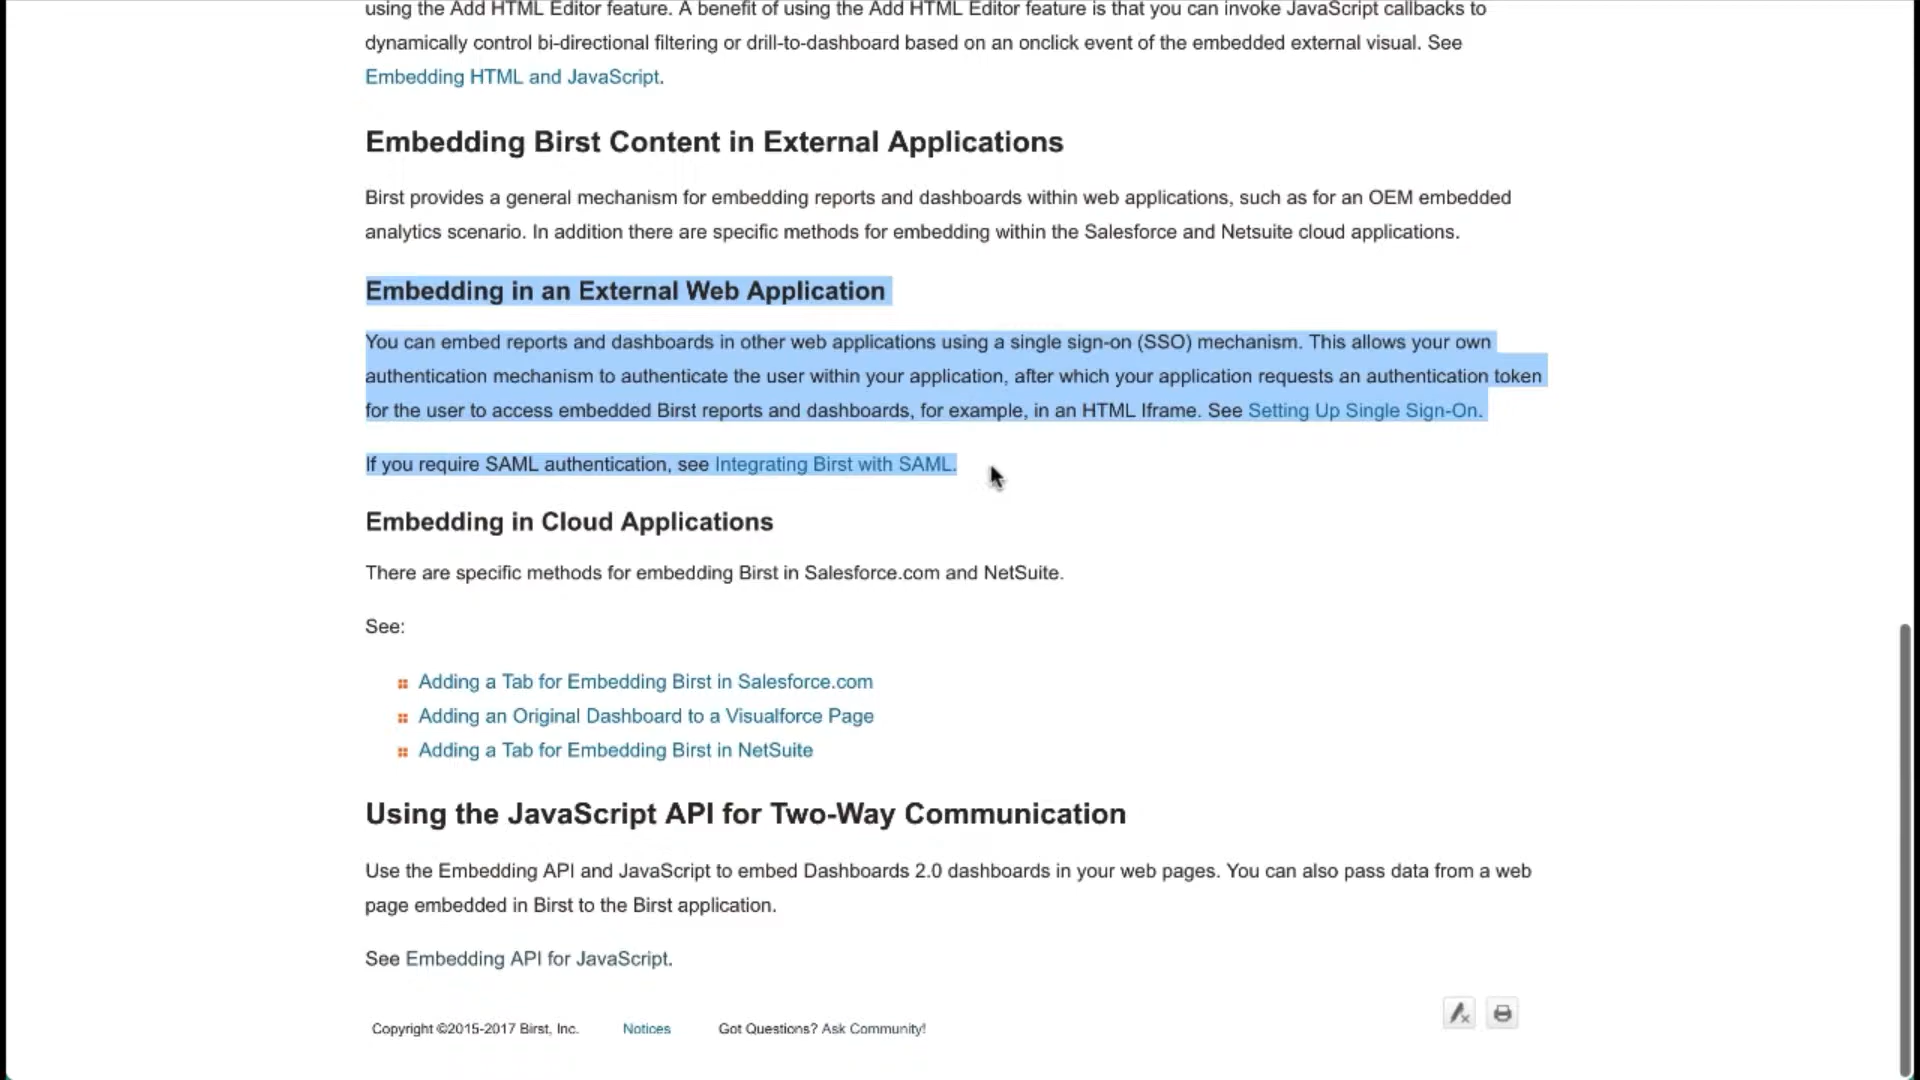 using the Add HTML Editor feature. A benefit of using the Add HTML Editor feature is that you can invoke JavaScript callbacks to
dynamically control bi-directional filtering or drill-to-dashboard based on an onclick event of the embedded external visual. See
Embedding HTML and JavaScript.
Embedding Birst Content in External Applications
Birst provides a general mechanism for embedding reports and dashboards within web applications, such as for an OEM embedded
analytics scenario. In addition there are specific methods for embedding within the Salesforce and Netsuite cloud applications.
Embedding in an External Web Application
You can embed reports and dashboards in other web applications using a single sign-on (SSO) mechanism. This allows your own
authentication mechanism to authenticate the user within your application, after which your application requests an authentication token
for the user to access embedded Birst reports and dashboards, for example, in an HTML Iframe. See Setting Up Single Sign-On.
If you require SAML authentication, see Integrating Birst with SAML.
Embedding in Cloud Applications
There are specific methods for embedding Birst in Salesforce.com and NetSuite.
See:
Adding a Tab for Embedding Birst in Salesforce.com
Adding an Original Dashboard to a Visualforce Page
Adding a Tab for Embedding Birst in NetSuite
Using the JavaScript API for Two-Way Communication
Use the Embedding API and JavaScript to embed Dashboards 2.0 dashboards in your web pages. You can also pass data from a web
page embedded in Birst to the Birst application.
See Embedding API for JavaScript.
Copyright ©2015-2017 Birst, Inc. Notices Got Questions? Ask Community!